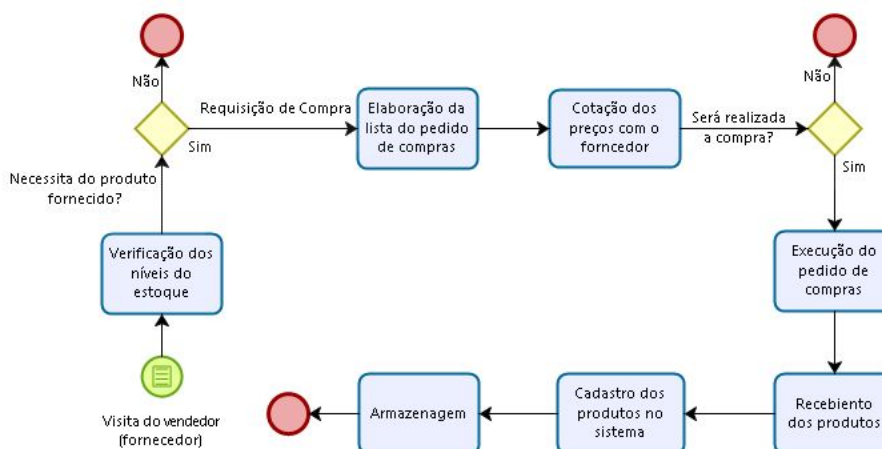 Não
Requisição de Compra
Sim
Necessita do produto
fornecido?
Verificação dos
níveis do
estoque
Visita do vendedor
(fornecedor)
Elaboração da
lista do pedido
de compras
Cotação dos
preços com o
forncedor
Será realizada
a compra?
Não
Sim
Execução do
pedido de
compras
Recebiento
dos produtos
Cadastro dos
produtos no
sistema
Armazenagem